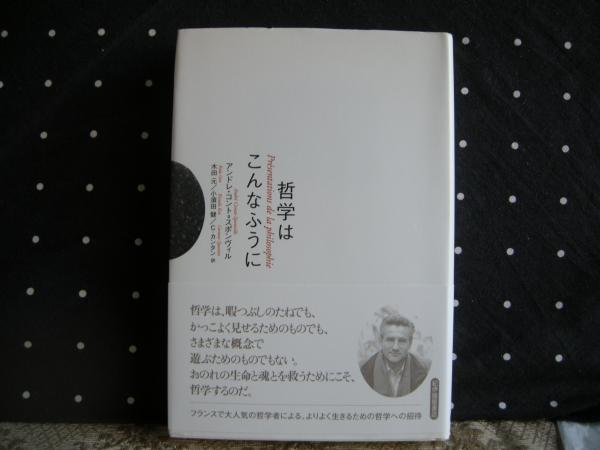 哲学は
こんなふうに
Présentations de la philosophie
アンドレ・コント＝スポンヴィル
木田 元／小須田 健／C・カンタン 訳
哲学は、暇つぶしのたねでも、
かっこよく見せるためのものでも、
さまざまな概念で
遊ぶためのものでもない。
おのれの生命と魂とを救うためにこそ、
哲学するのだ。
フランスで大人気の哲学者による、よりよく生きるための哲学への招待